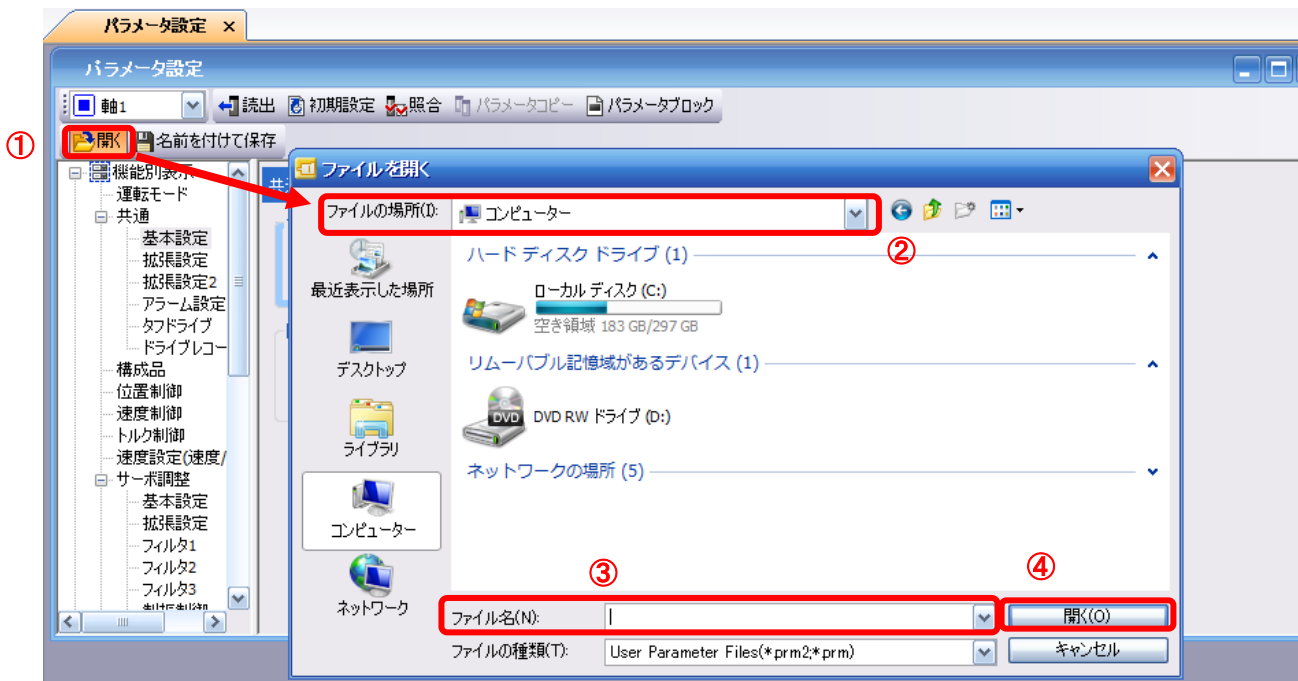 パラメータ設定 ×
パラメータ設定
軸1 読出 初期設定 照合 パラメータコピー パラメータブロック
① 開く 名前を付けて保存
機能別表示
運転モード
共通
基本設定
拡張設定
拡張設定2
アラーム設定
タフドライブ
ドライブレコー
構成品
位置制御
速度制御
トルク制御
速度設定(速度/
サーボ調整
基本設定
拡張設定
フィルタ1
フィルタ2
フィルタ3
共
ファイルを開く
ファイルの場所(I): コンピューター
②
最近表示した場所
デスクトップ
ライブラリ
コンピューター
ネットワーク
ハード ディスク ドライブ (1)
ローカル ディスク (C:)
空き領域 183 GB/297 GB
リムーバブル記憶域があるデバイス (1)
DVD
DVD RW ドライブ (D:)
ネットワークの場所 (5)
③ ④
ファイル名(N): 開く(O)
ファイルの種類(T): User Parameter Files(*prm2;*prm) キャンセル